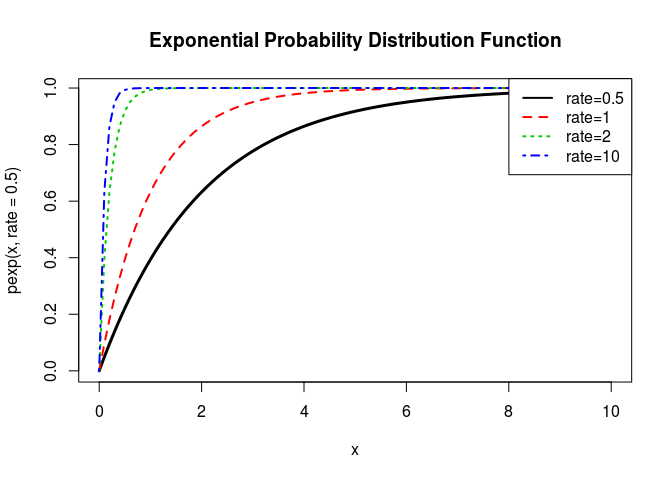 Exponential Probability Distribution Function
pexp(x, rate = 0.5)
1.0
0.8
0.6
0.4
0.2
0.0
rate=0.5
rate=1
rate=2
rate=10
0 2 4 6 8 10
x